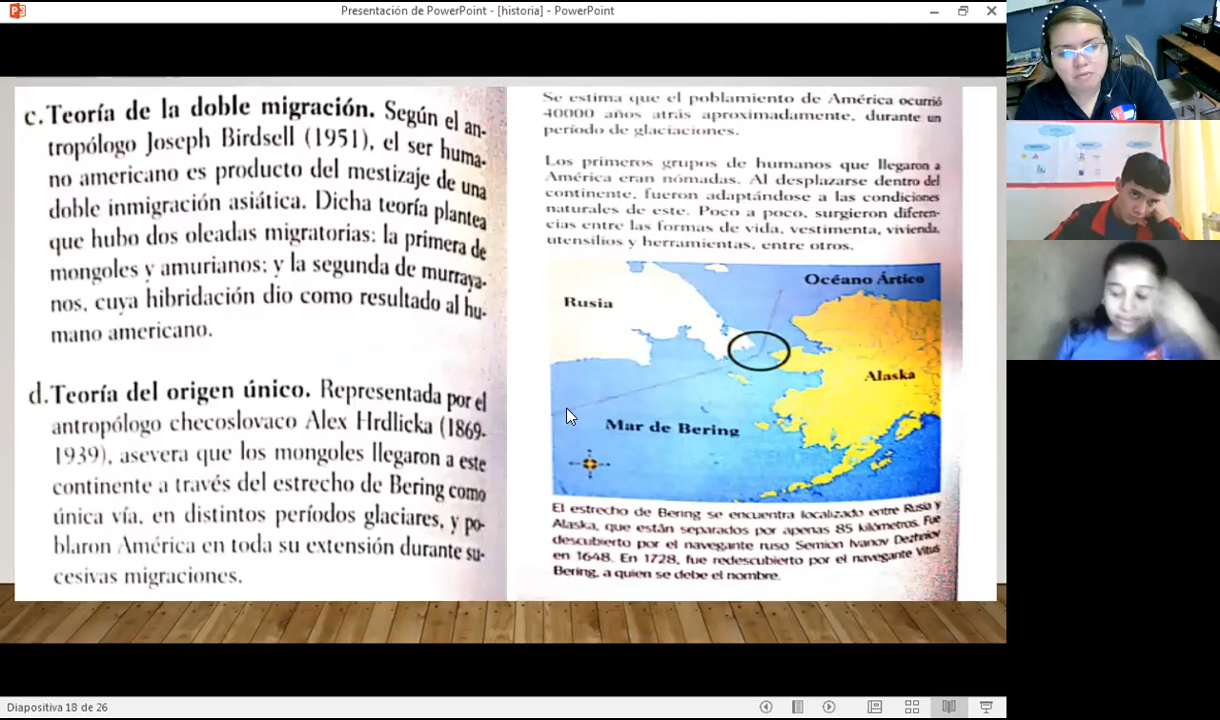 Presentación de PowerPoint - [historia] - PowerPoint
c. Teoría de la doble migración. Según el an-
tropólogo Joseph Birdsell (1951), el ser huma-
no americano es producto del mestizaje de una
doble inmigración asiática. Dicha teoría plantea
que hubo dos oleadas migratorias: la primera de
mongoles y amurianos; y la segunda de murraya-
nos, cuya hibridación dio como resultado al hu-
mano americano.
d. Teoría del origen único. Representada por el
antropólogo checoslovaco Alex Hrdlicka (1869-
1939), asevera que los mongoles llegaron a este
continente a través del estrecho de Bering como
única vía, en distintos períodos glaciares, y po-
blaron América en toda su extensión durante su-
cesivas migraciones.
Se estima que el poblamiento de América ocurrió
40000 años atrás aproximadamente, durante un
período de glaciaciones.
Los primeros grupos de humanos que llegaron a
América eran nómadas. Al desplazarse dentro del
continente, fueron adaptándose a las condiciones
naturales de este. Poco a poco, surgieron diferen-
cias entre las formas de vida, vestimenta, vivienda,
utensilios y herramientas, entre otros.
Océano Ártico
Rusia
Alaska
Mar de Bering
El estrecho de Bering se encuentra localizado entre Rusia y
Alaska, que están separados por apenas 85 kilómetros. Fue
descubierto por el navegante ruso Semion Ivanov Dezhniov
en 1648. En 1728, fue redescubierto por el navegante Vitus
Bering, a quien se debe el nombre.
Diapositiva 18 de 26